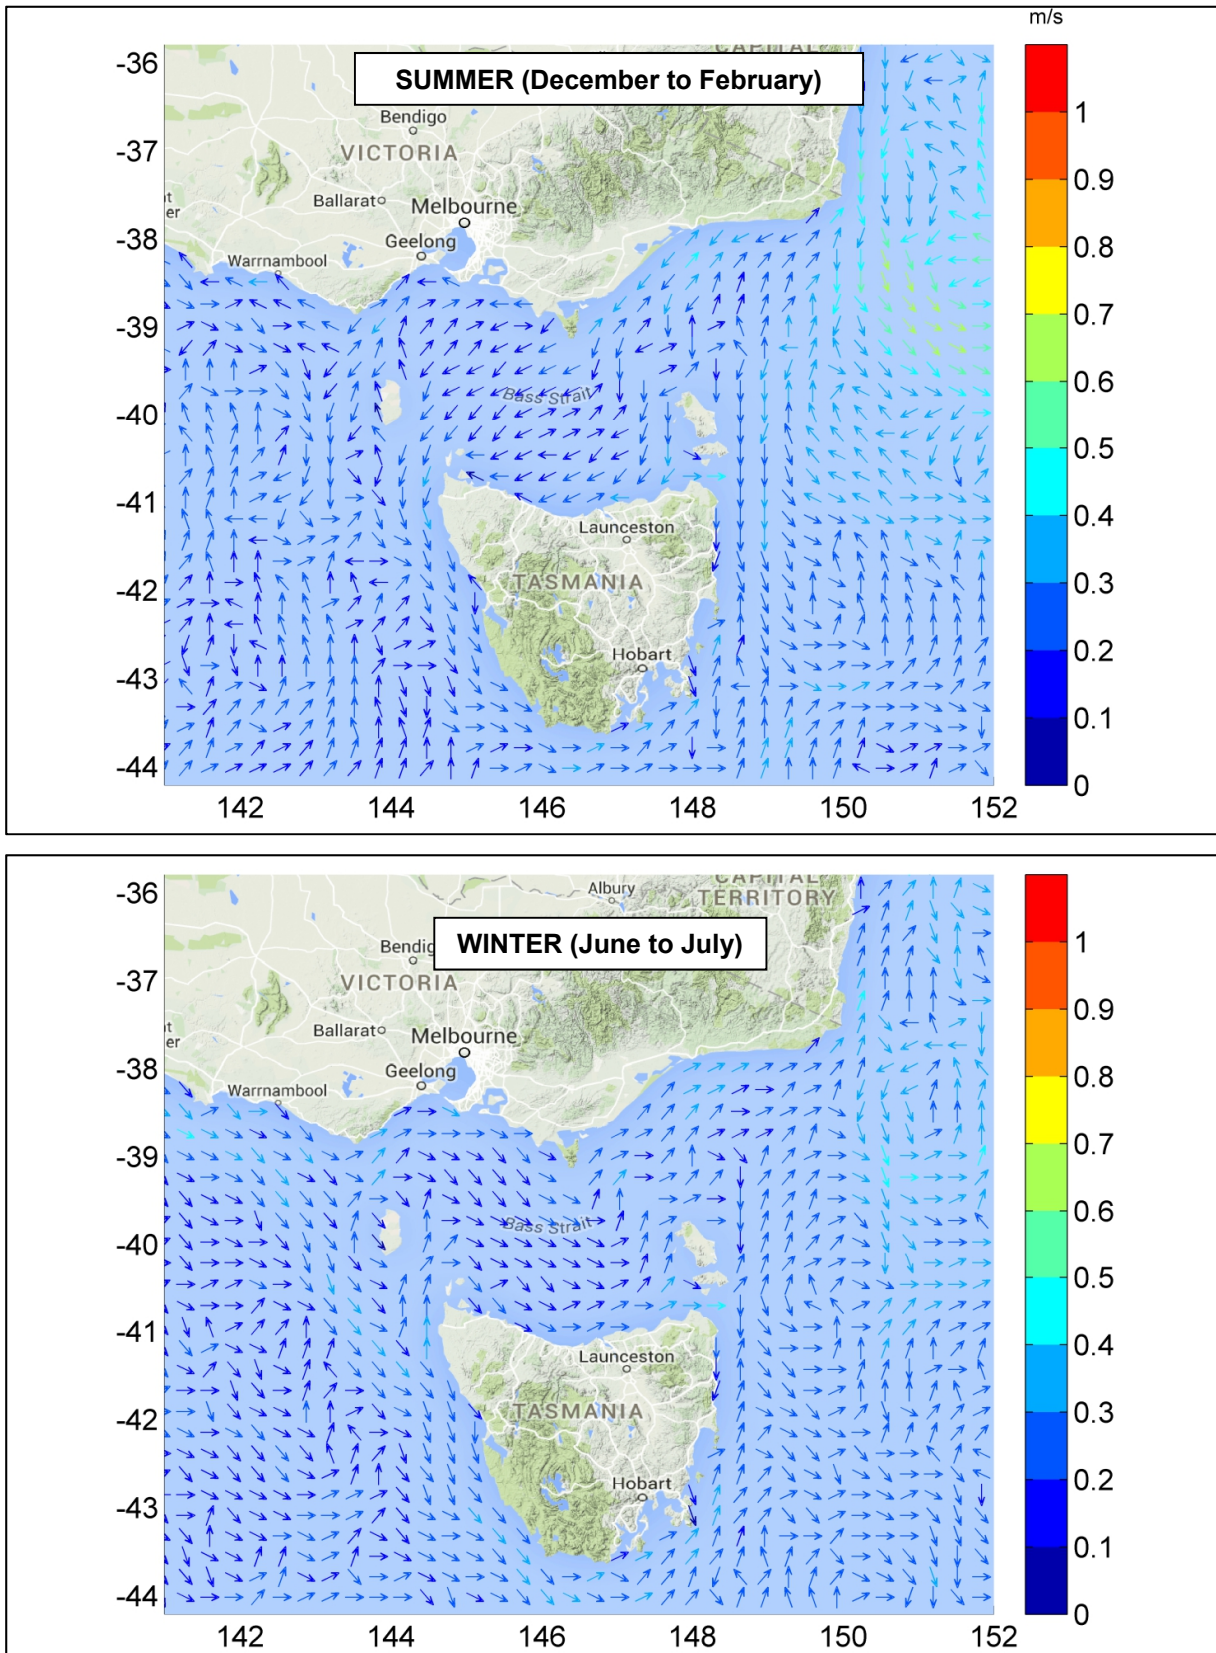 m/s
SUMMER (December to February)
CAPITAL
Bendigo
VICTORIA
Ballarat
Melbourne
Geelong
Warrnambool
Bass Strait
Launceston
TASMANIA
Hobart
-36
-37
-38
-39
-40
-41
-42
-43
-44
142
144
146
148
150
152
1
0.9
0.8
0.7
0.6
0.5
0.4
0.3
0.2
0.1
0
Albury
CAPITAL
TERRITORY
WINTER (June to July)
Bendig
VICTORIA
Ballarat
Melbourne
Geelong
Warrnambool
Bass Strait
Launceston
TASMANIA
Hobart
-36
-37
-38
-39
-40
-41
-42
-43
-44
142
144
146
148
150
152
1
0.9
0.8
0.7
0.6
0.5
0.4
0.3
0.2
0.1
0